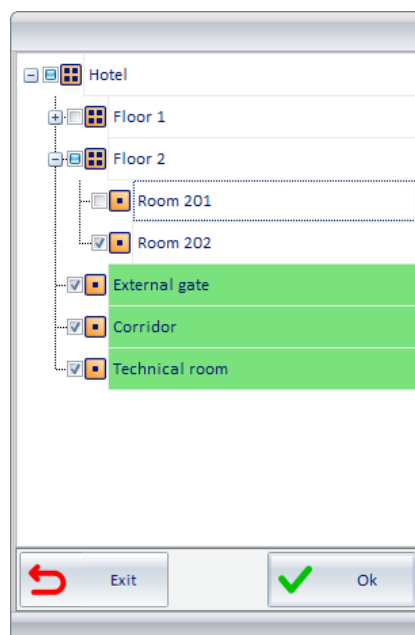 Hotel
Floor 1
Floor 2
Room 201
Room 202
External gate
Corridor
Technical room
Exit
Ok